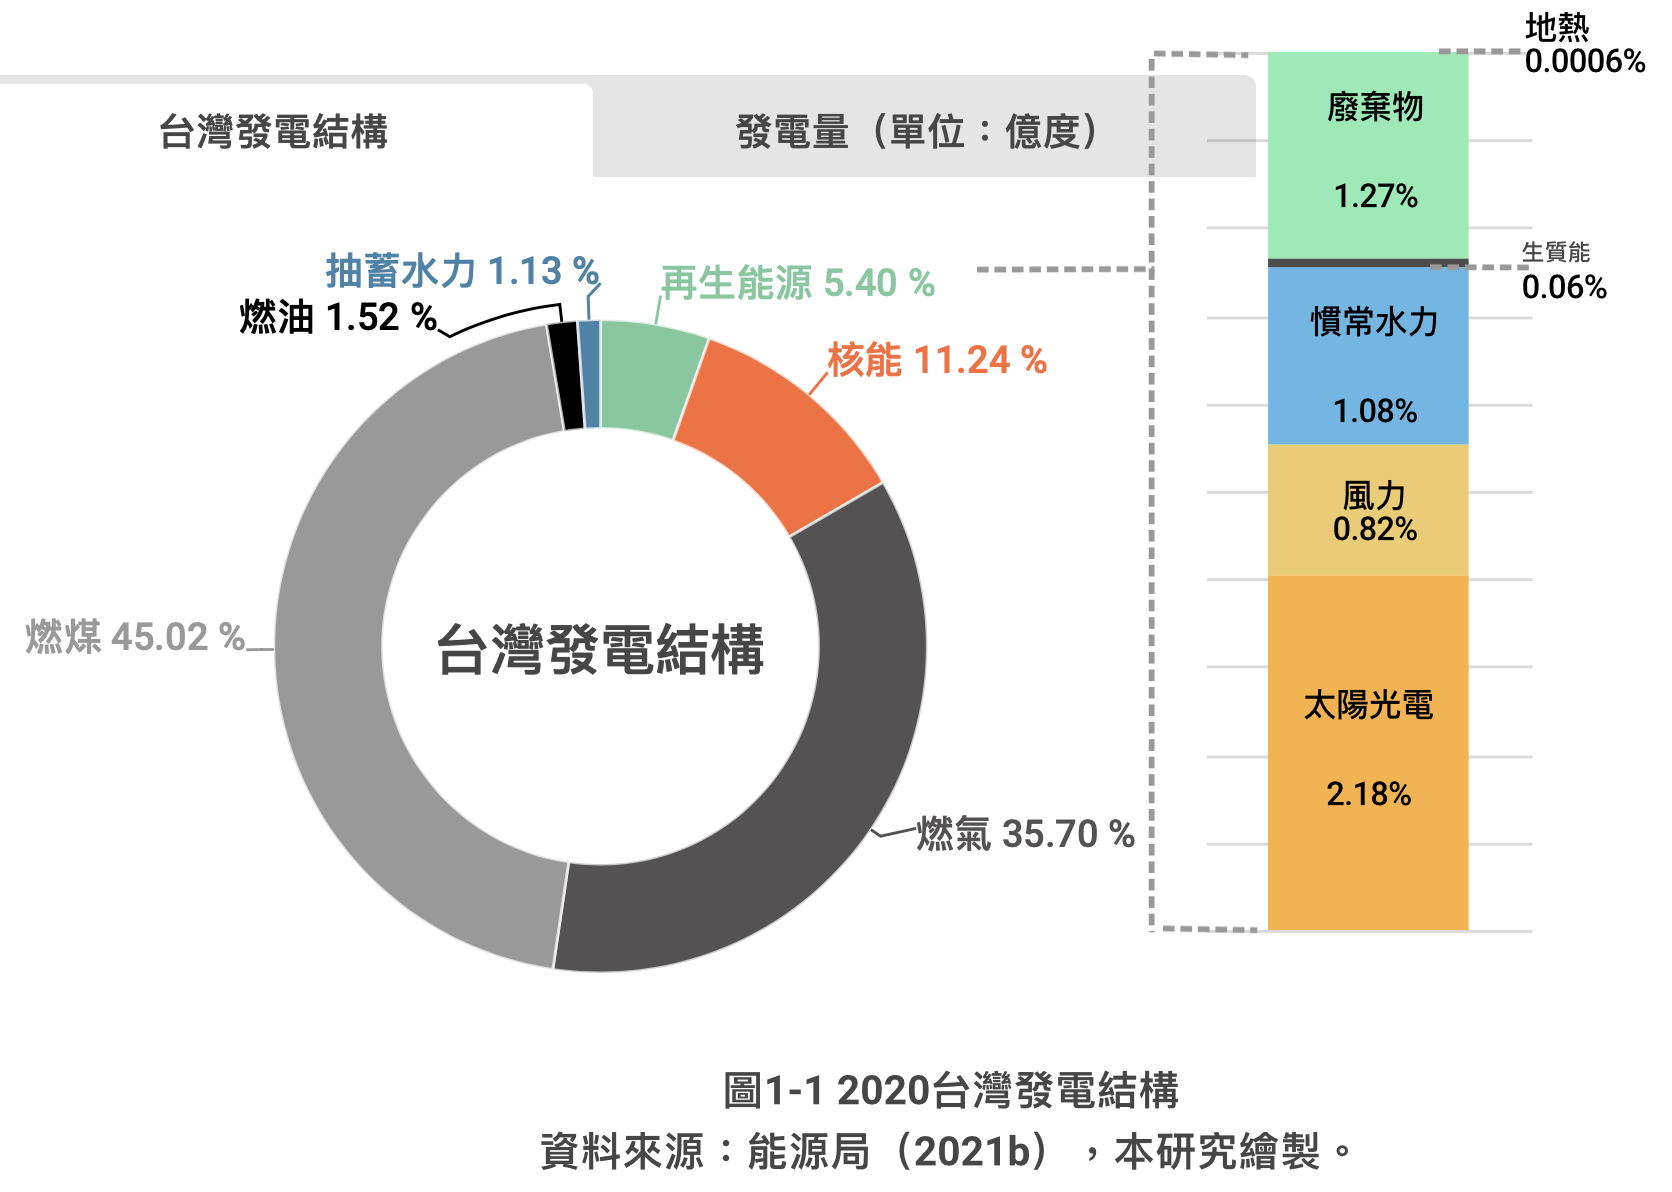 台灣發電結構
發電量（單位：億度）
抽蓄水力 1.13 %
再生能源 5.40 %
燃油 1.52 %
核能 11.24 %
燃煤 45.02 %
台灣發電結構
燃氣 35.70 %
地熱
0.0006%
廢棄物
1.27%
生質能
0.06%
慣常水力
1.08%
風力
0.82%
太陽光電
2.18%
圖1-1 2020台灣發電結構
資料來源：能源局（2021b），本研究繪製。